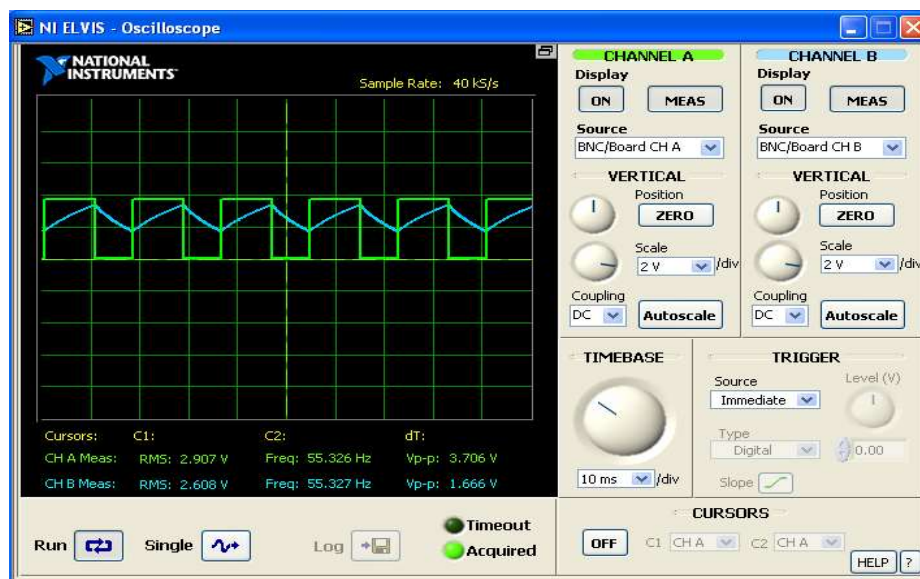 NI ELVIS - Oscilloscope
NATIONAL
INSTRUMENTS
Sample Rate: 40 kS/s
Cursors: C1: C2: dT:
CH A Meas: RMS: 2.907 V Freq: 55.326 Hz Vp-p: 3.706 V
CH B Meas: RMS: 2.608 V Freq: 55.327 Hz Vp-p: 1.666 V
CHANNEL A
Display
ON MEAS
Source
BNC/Board CH A
VERTICAL
Position
ZERO
Scale
2 V /div
Coupling
DC Autoscale
CHANNEL B
Display
ON MEAS
Source
BNC/Board CH B
VERTICAL
Position
ZERO
Scale
2 V /div
Coupling
DC Autoscale
TIMEBASE
10 ms /div
TRIGGER
Source
Immediate
Level (V)
Type
Digital
0.00
Slope
Run Single Log
Timeout
Acquired
CURSORS
OFF C1 CH A C2 CH A
HELP ?